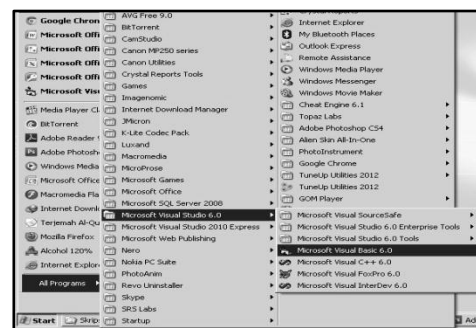 Google Chron
Microsoft Offi
Microsoft Offi
Microsoft Offi
Microsoft Offi
Microsoft Visu
Media Player Cl
BitTorrent
Adobe Reader
Adobe Photosh
Windows Media
Microsoft Office
Macromedia Fla
Internet Downl
Terjemah Al-Qu
Mozilla Firefox
Alcohol 120%
Internet Explor
All Programs
Start
Skrip
AVG Free 9.0
BitTorrent
CamStudio
Canon MP250 series
Canon Utilities
Crystal Reports Tools
Games
Imagenomic
Internet Download Manager
JMicron
K-Lite Codec Pack
Luxand
Macromedia
MicroProse
Microsoft Games
Microsoft Office
Microsoft SQL Server 2008
Microsoft Visual Studio 6.0
Microsoft Visual Studio 2010 Express
Microsoft Web Publishing
Nero
Nokia PC Suite
PhotoAnim
Revo Uninstaller
Skype
SRS Labs
Startup
Internet Explorer
My Bluetooth Places
Outlook Express
Remote Assistance
Windows Media Player
Windows Messenger
Windows Movie Maker
Cheat Engine 6.1
Topaz Labs
Adobe Photoshop CS4
Alien Skin All-In-One
PhotoInstrument
Google Chrome
TuneUp Utilities 2012
TuneUp Utilities 2012
GOM Player
Microsoft Visual SourceSafe
Microsoft Visual Studio 6.0 Enterprise Tools
Microsoft Visual Studio 6.0 Tools
Microsoft Visual Basic 6.0
Microsoft Visual C++ 6.0
Microsoft Visual FoxPro 6.0
Microsoft Visual InterDev 6.0
Ad